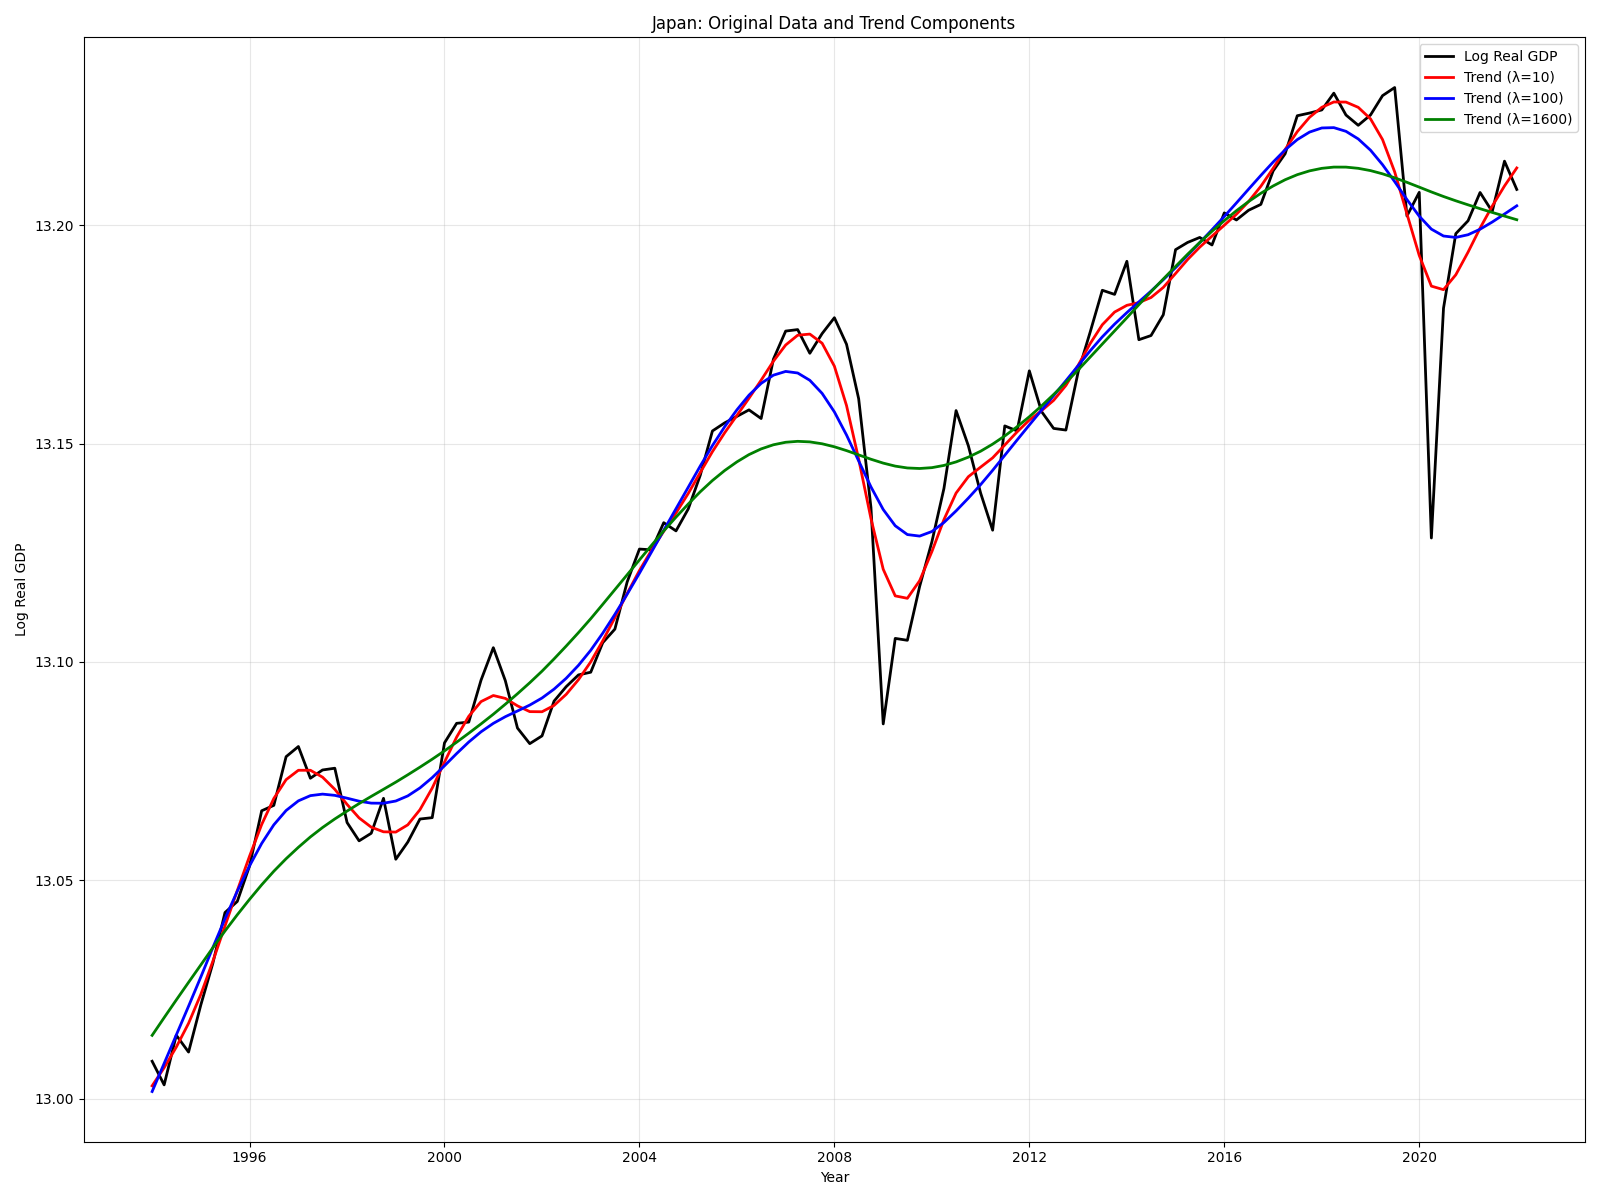 Japan: Original Data and Trend Components
Log Real GDP
Trend (λ=10)
Trend (λ=100)
Trend (λ=1600)
Log Real GDP
13.20
13.15
13.10
13.05
13.00
1996
2000
2004
2008
2012
2016
2020
Year